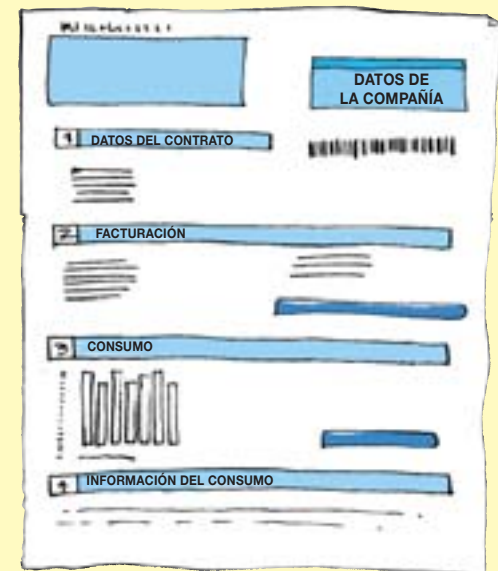 DATOS DE
LA COMPAÑÍA
1 DATOS DEL CONTRATO
2 FACTURACIÓN
3 CONSUMO
4 INFORMACIÓN DEL CONSUMO